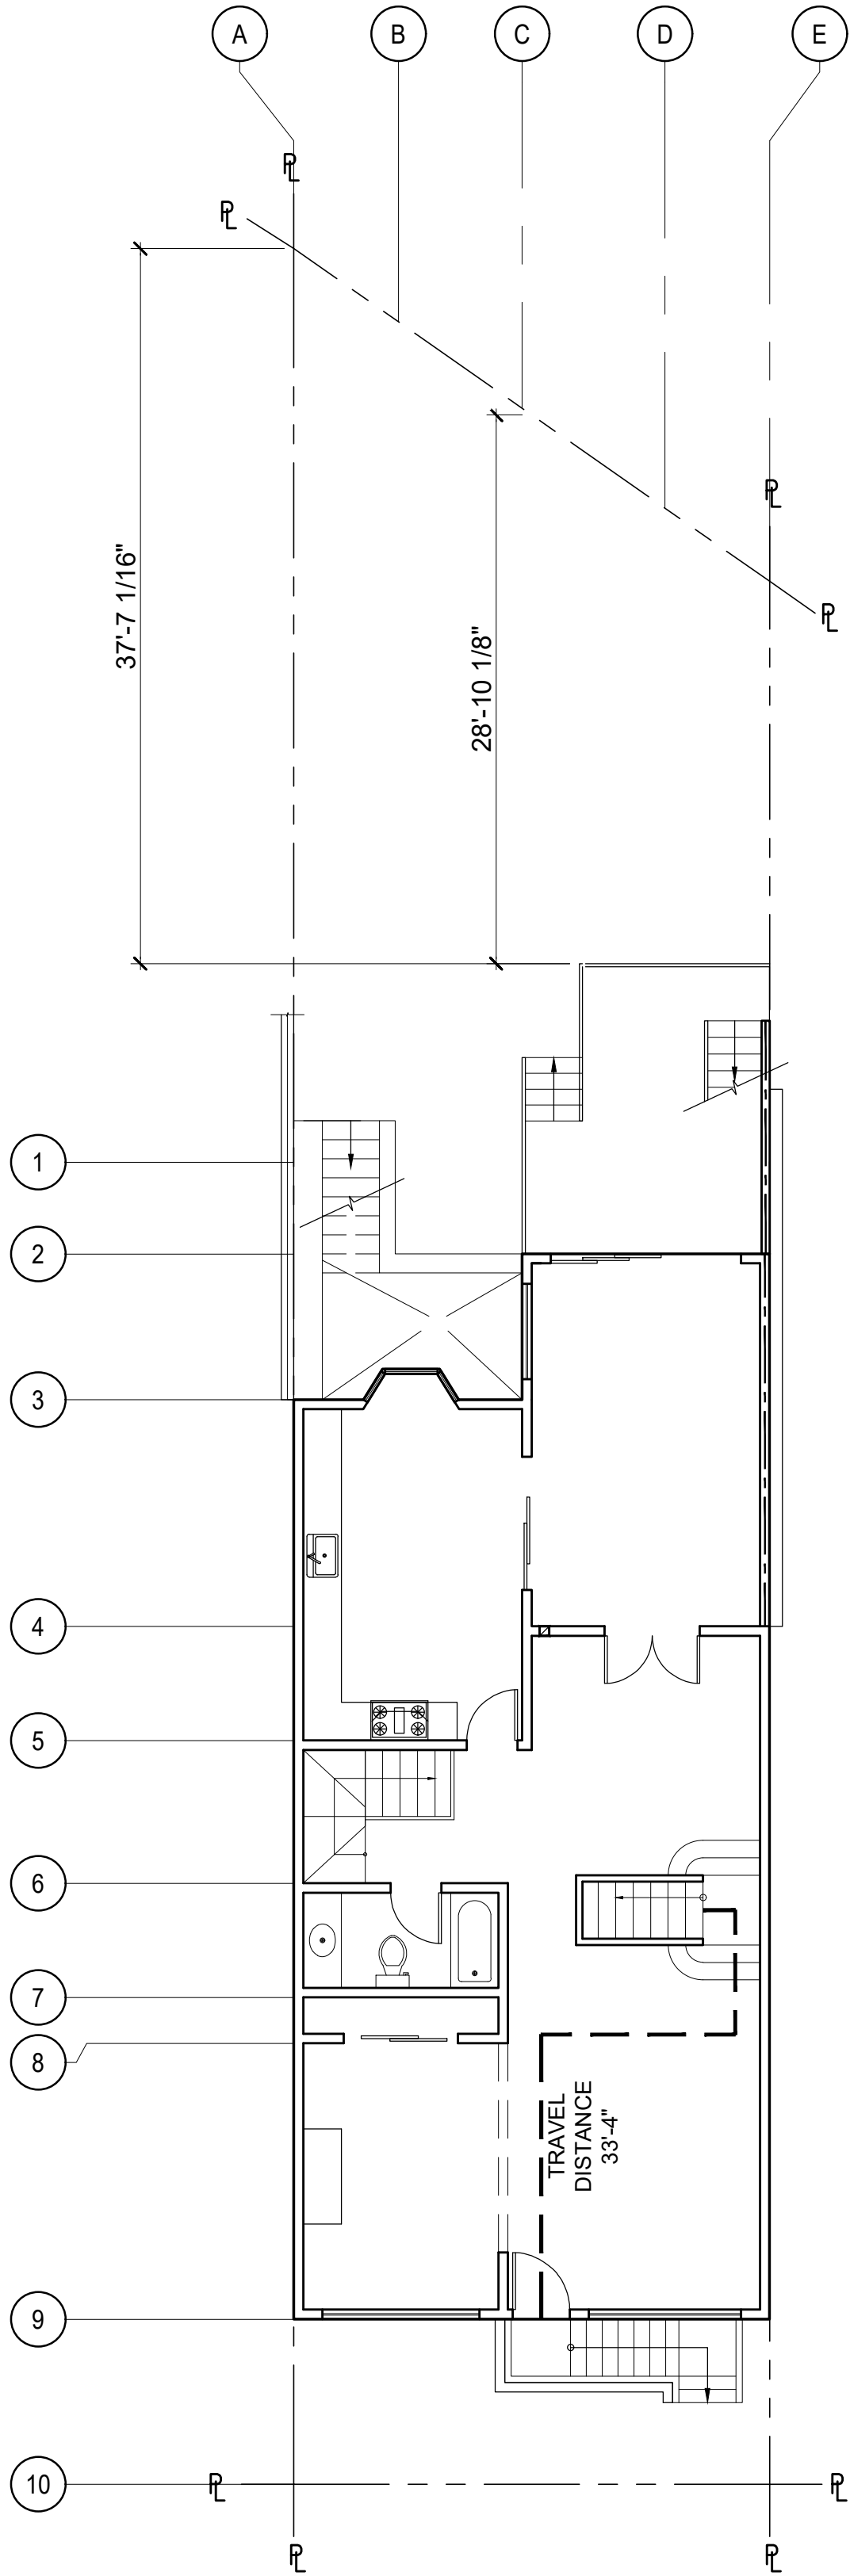 A
B
C
D
E
PL
PL
37'-7 1/16"
28'-10 1/8"
PL
PL
1
2
3
4
5
6
7
8
TRAVEL
DISTANCE
33'-4"
9
10
PL
PL
PL
PL